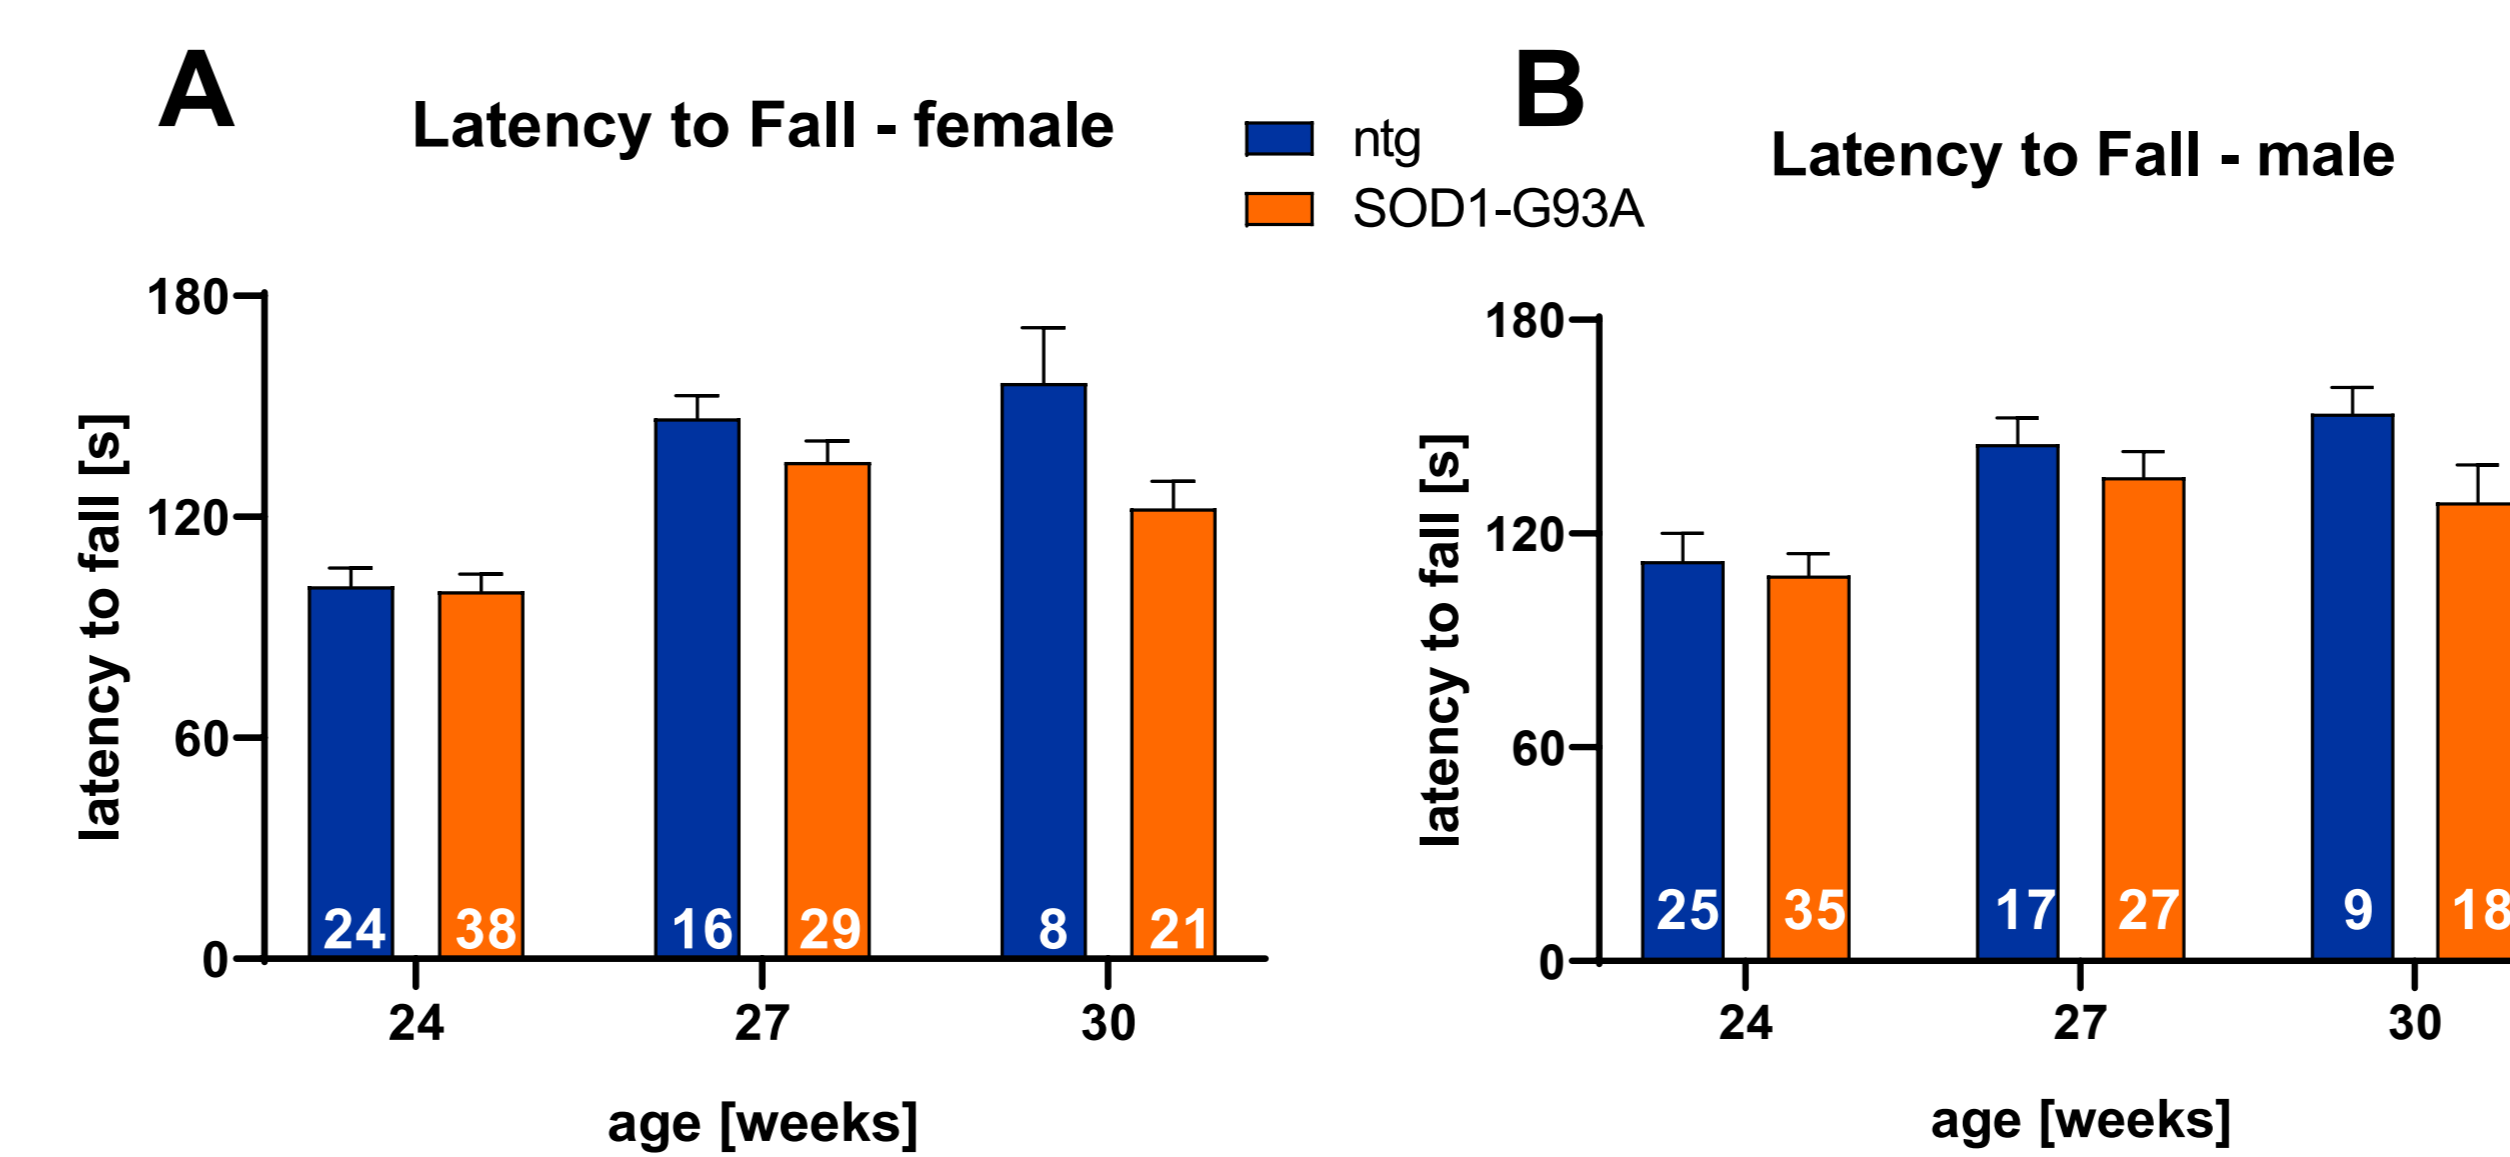 A
Latency to Fall - female
ntg
SOD1-G93A
latency to fall [s]
180
120
60
0
24
38
16
29
8
21
24
27
30
age [weeks]
B
Latency to Fall - male
latency to fall [s]
180
120
60
0
25
35
17
27
9
18
24
27
30
age [weeks]